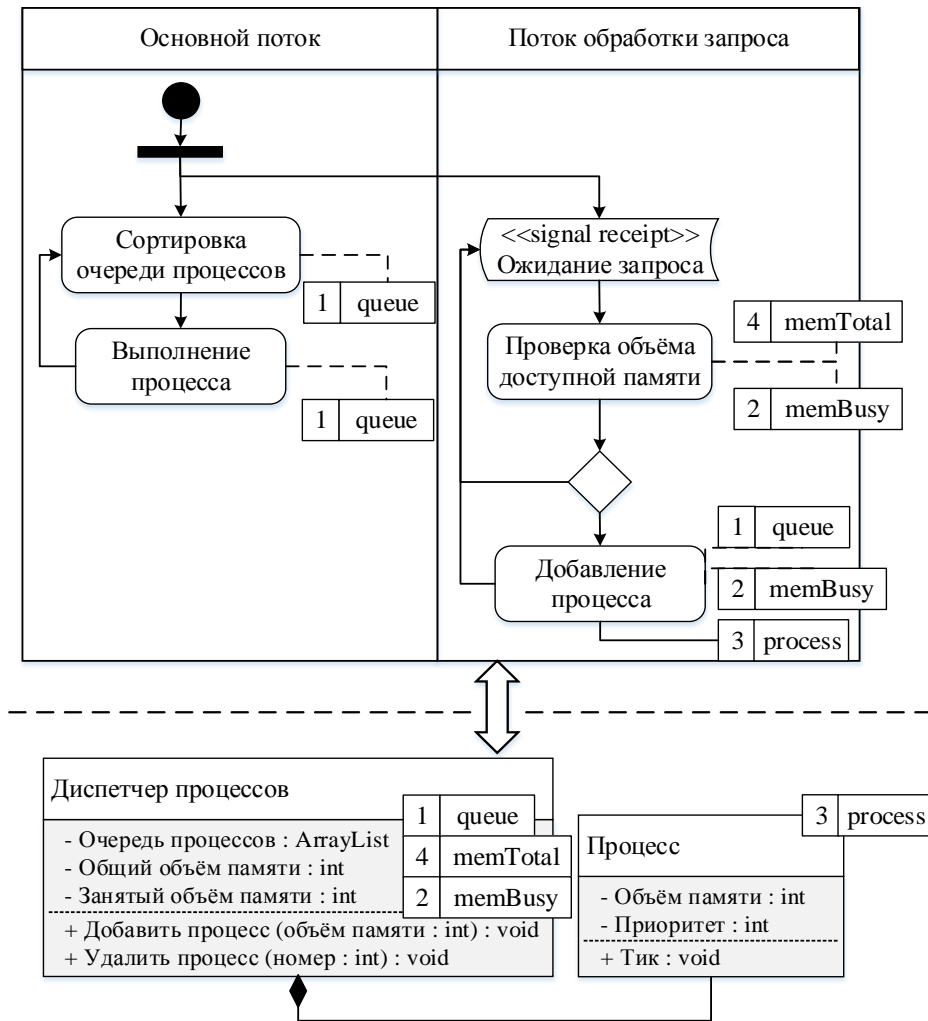 Основной поток
Поток обработки запроса
Сортировка
очереди процессов
1 queue
Выполнение
процесса
1 queue
<<signal receipt>>
Ожидание запроса
4 memTotal
Проверка объёма
доступной памяти
2 memBusy
1 queue
Добавление
процесса
2 memBusy
3 process
Диспетчер процессов
1 queue
- Очередь процессов : ArrayList
4 memTotal
- Общий объём памяти : int
2 memBusy
- Занятый объём памяти : int
+ Добавить процесс (объём памяти : int) : void
+ Удалить процесс (номер : int) : void
3 process
Процесс
- Объём памяти : int
- Приоритет : int
+ Тик : void